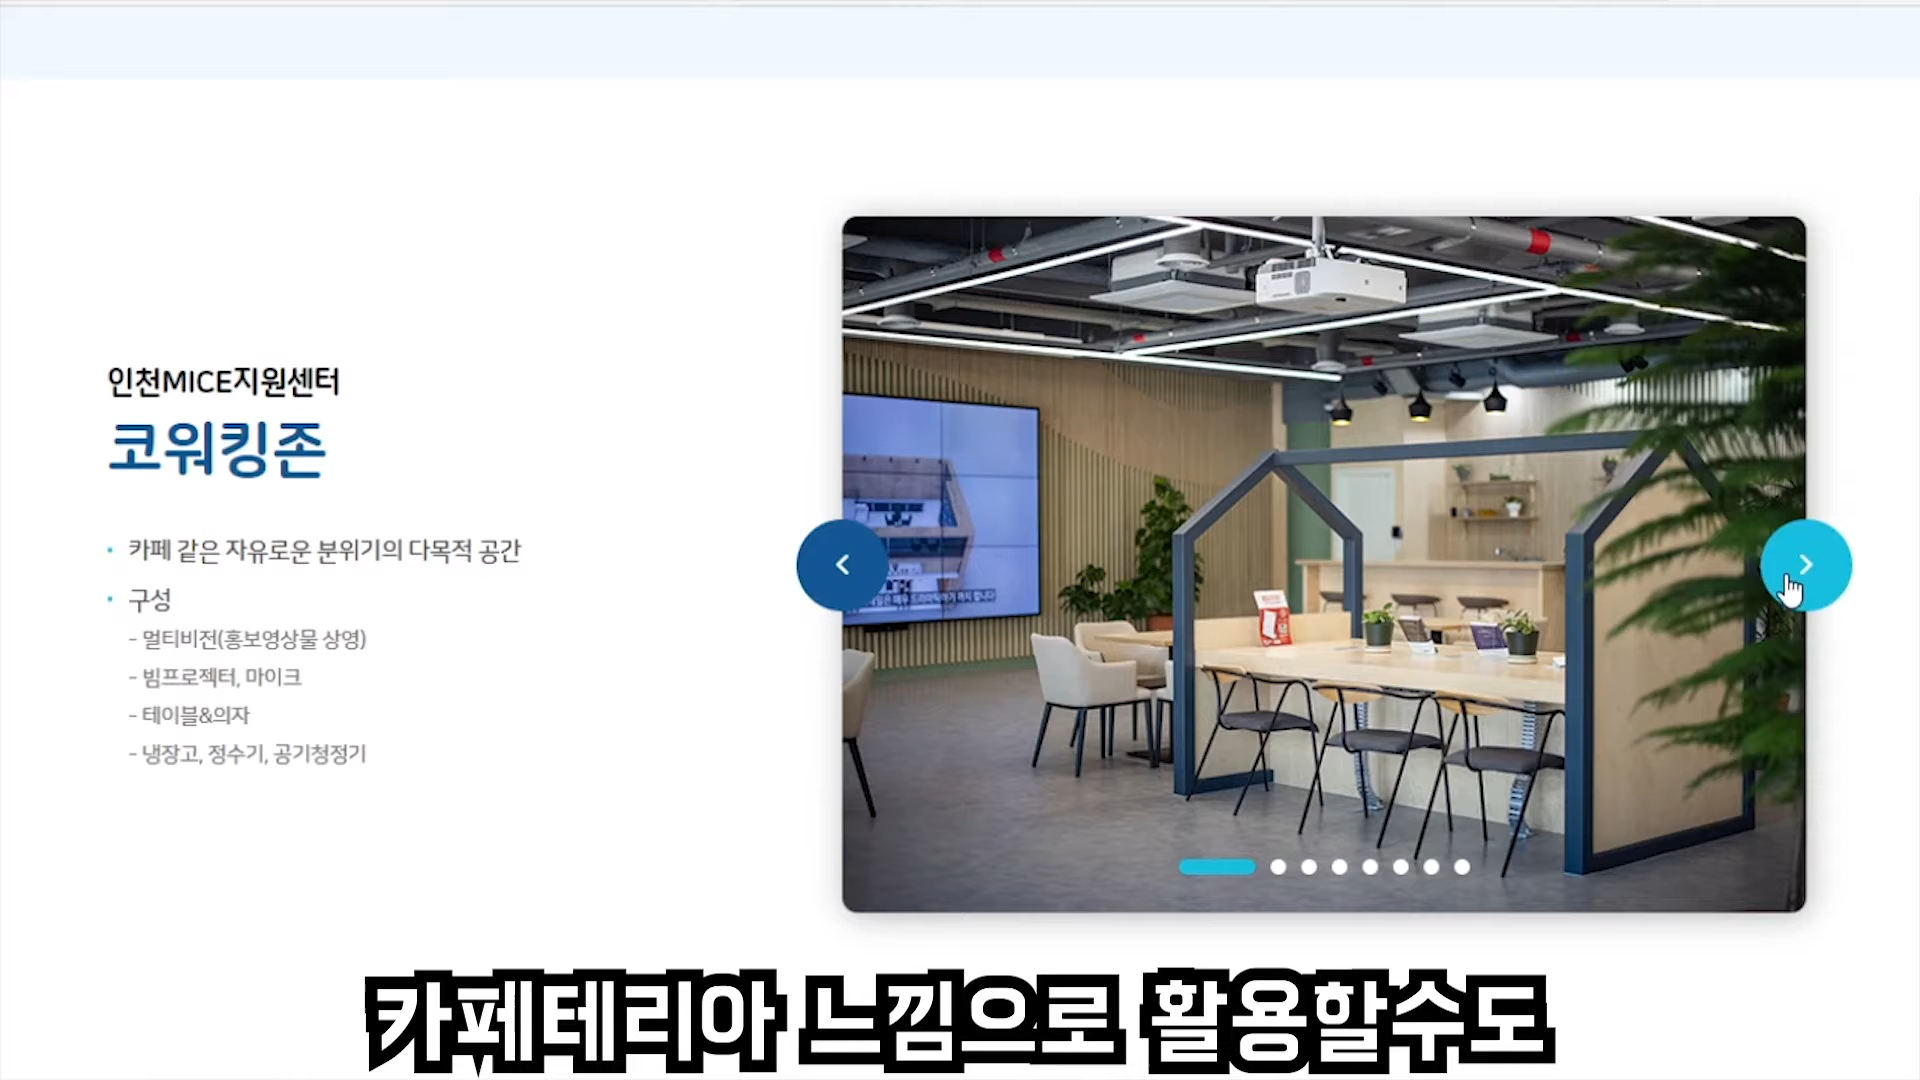 인천MICE지원센터
코워킹존
· 카페 같은 자유로운 분위기의 다목적 공간
· 구성
- 멀티비전(홍보영상물 상영)
- 빔프로젝터, 마이크
- 테이블&의자
- 냉장고, 정수기, 공기청정기
카페테리아 느낌으로 활용할수도